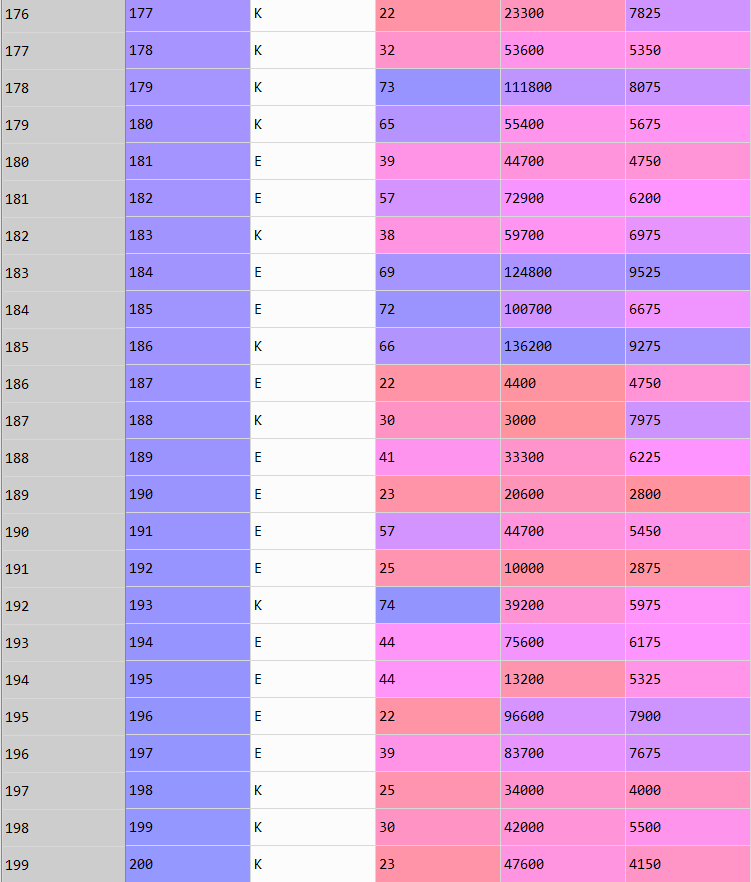 176 177 K 22 23300 7825
177 178 K 32 53600 5350
178 179 K 73 111800 8075
179 180 K 65 55400 5675
180 181 E 39 44700 4750
181 182 E 57 72900 6200
182 183 K 38 59700 6975
183 184 E 69 124800 9525
184 185 E 72 100700 6675
185 186 K 66 136200 9275
186 187 E 22 4400 4750
187 188 K 30 3000 7975
188 189 E 41 33300 6225
189 190 E 23 20600 2800
190 191 E 57 44700 5450
191 192 E 25 10000 2875
192 193 K 74 39200 5975
193 194 E 44 75600 6175
194 195 E 44 13200 5325
195 196 E 22 96600 7900
196 197 E 39 83700 7675
197 198 K 25 34000 4000
198 199 K 30 42000 5500
199 200 K 23 47600 4150